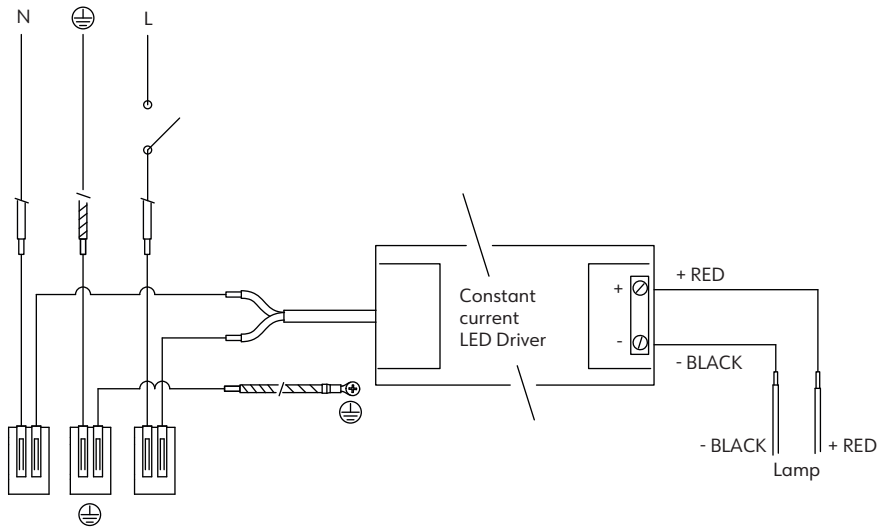 N
L
Constant
current
LED Driver
+
-
+ RED
- BLACK
- BLACK
+ RED
Lamp